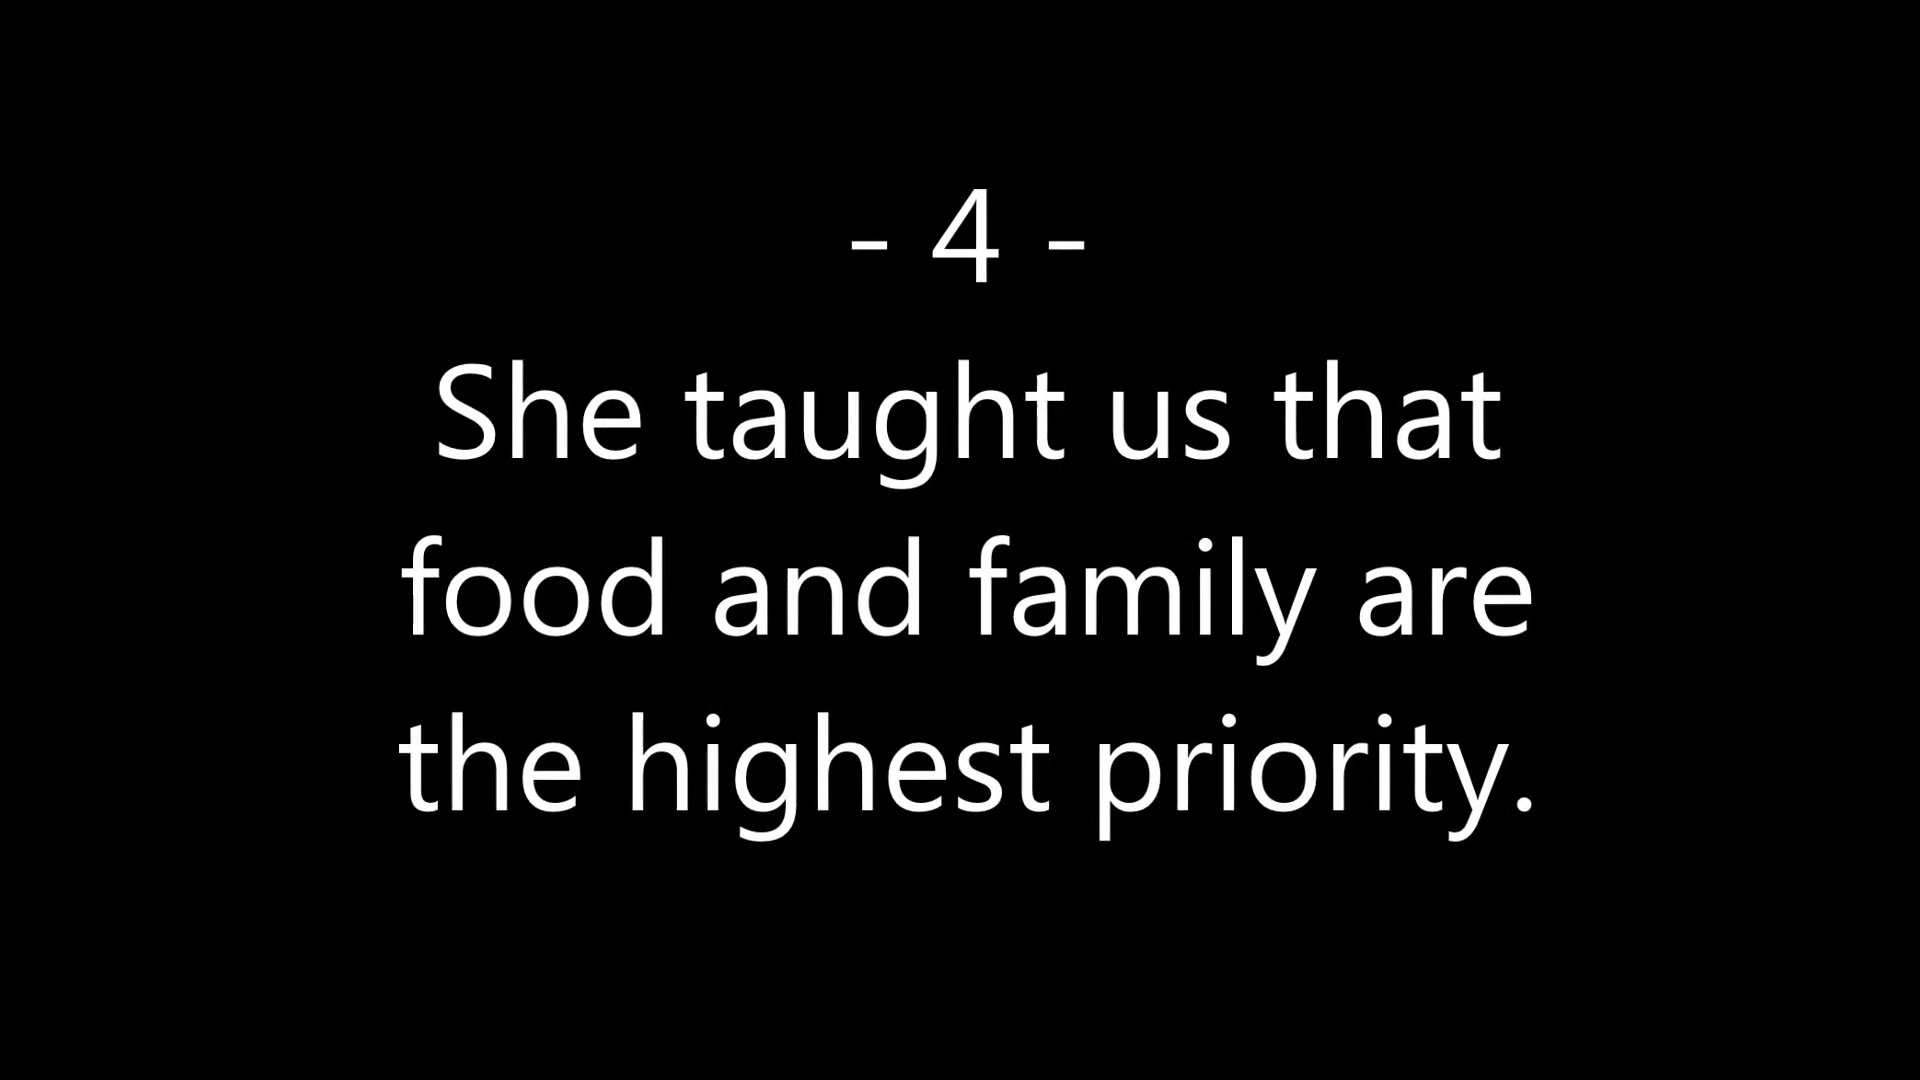 - 4 -
She taught us that
food and family are
the highest priority.